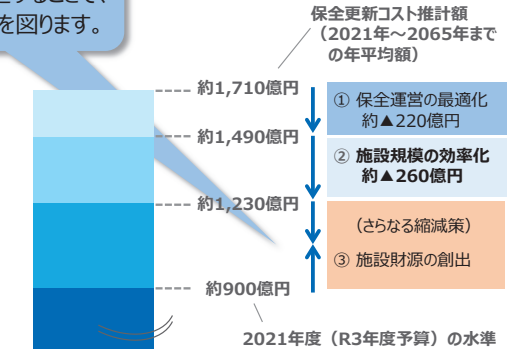 を図ります。
保全更新コスト推計額
（2021年～2065年まで
の年平均額）
約1,710億円
① 保全運営の最適化
約▲220億円
約1,490億円
② 施設規模の効率化
約▲260億円
約1,230億円
（さらなる縮減策）
③ 施設財源の創出
約900億円
2021年度（R3年度予算）の水準